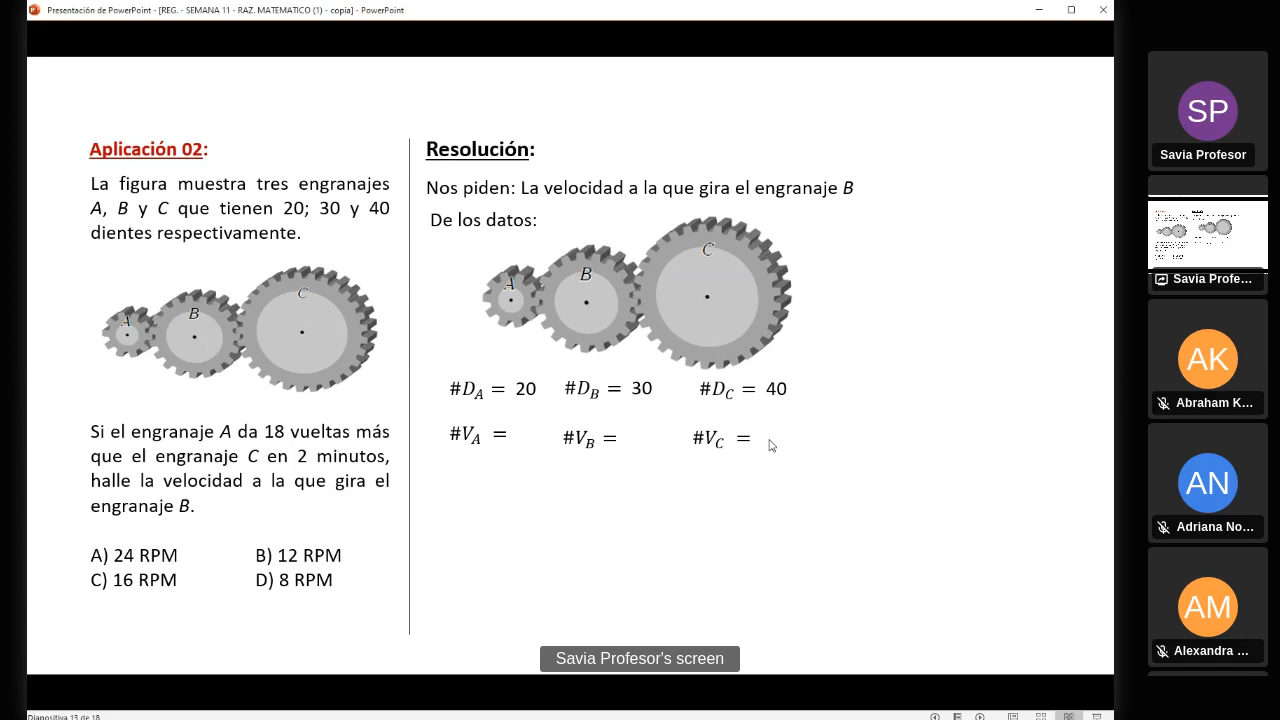 Presentación de PowerPoint - [REG. - SEMANA 11 - RAZ. MATEMATICO (1) - copia] - PowerPoint
Aplicación 02:
La figura muestra tres engranajes
A, B y C que tienen 20; 30 y 40
dientes respectivamente.
A
B
C
Si el engranaje A da 18 vueltas más
que el engranaje C en 2 minutos,
halle la velocidad a la que gira el
engranaje B.
A) 24 RPM B) 12 RPM
C) 16 RPM D) 8 RPM
Resolución:
Nos piden: La velocidad a la que gira el engranaje B
De los datos:
A
B
C
#D_A = 20 #D_B = 30 #D_C = 40
#V_A = #V_B = #V_C =
Savia Profesor's screen
Diapositiva 13 de 18
SP
Savia Profesor
Savia Profe...
AK
Abraham K...
AN
Adriana No...
AM
Alexandra ...